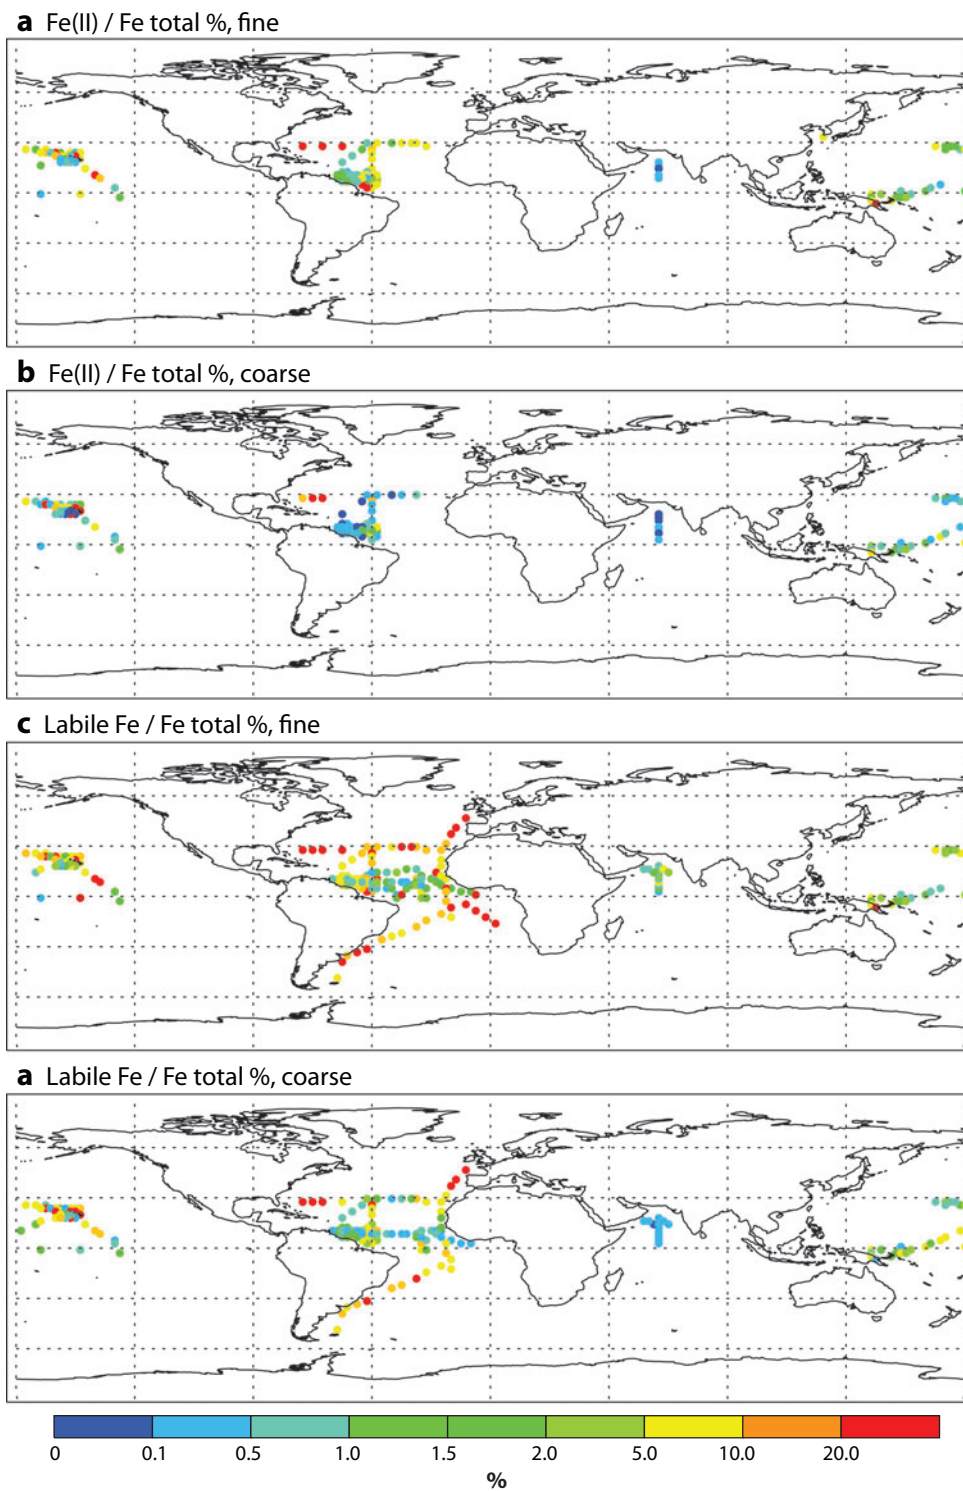 a Fe(II) / Fe total %, fine
b Fe(II) / Fe total %, coarse
c Labile Fe / Fe total %, fine
a Labile Fe / Fe total %, coarse
0 0.1 0.5 1.0 1.5 2.0 5.0 10.0 20.0
%